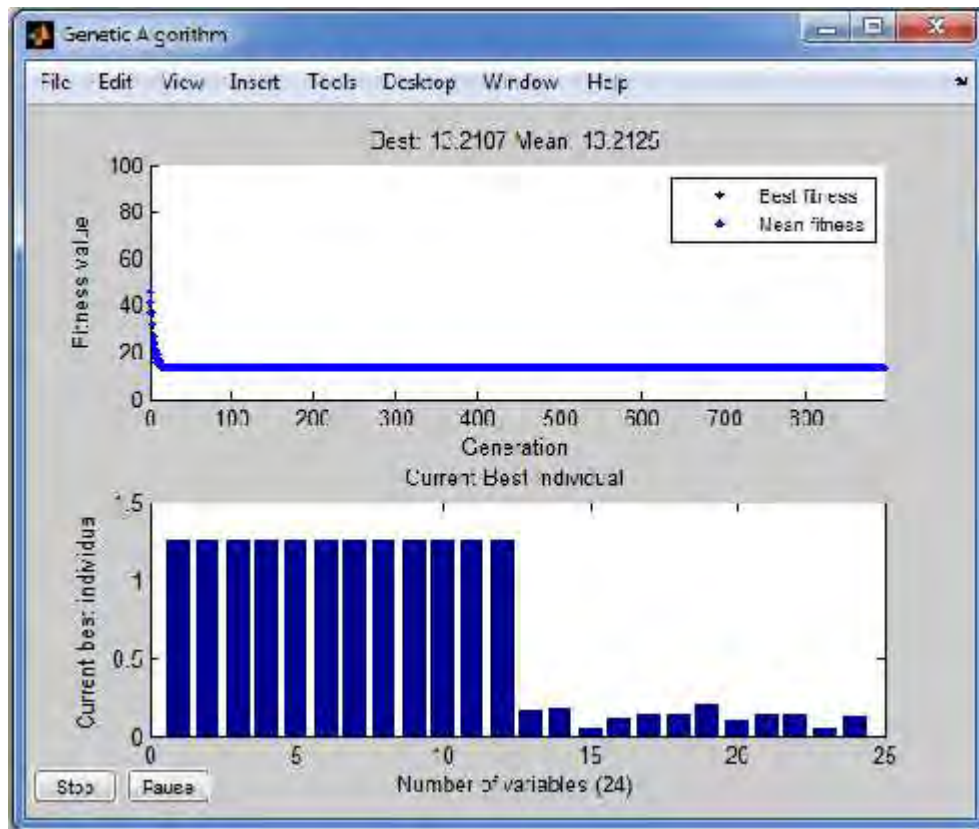 Genetic Algorithm
File Edit View Insert Tools Desktop Window Help
Best: 13.2107 Mean: 13.2125
100
80
60
40
20
0
Fitness value
Best fitness
Mean fitness
0 100 200 300 400 500 600 700 800
Generation
Current Best Individual
1.5
1
0.5
0
Current best individua
0 5 10 15 20 25
Number of variables (24)
Stop Pause